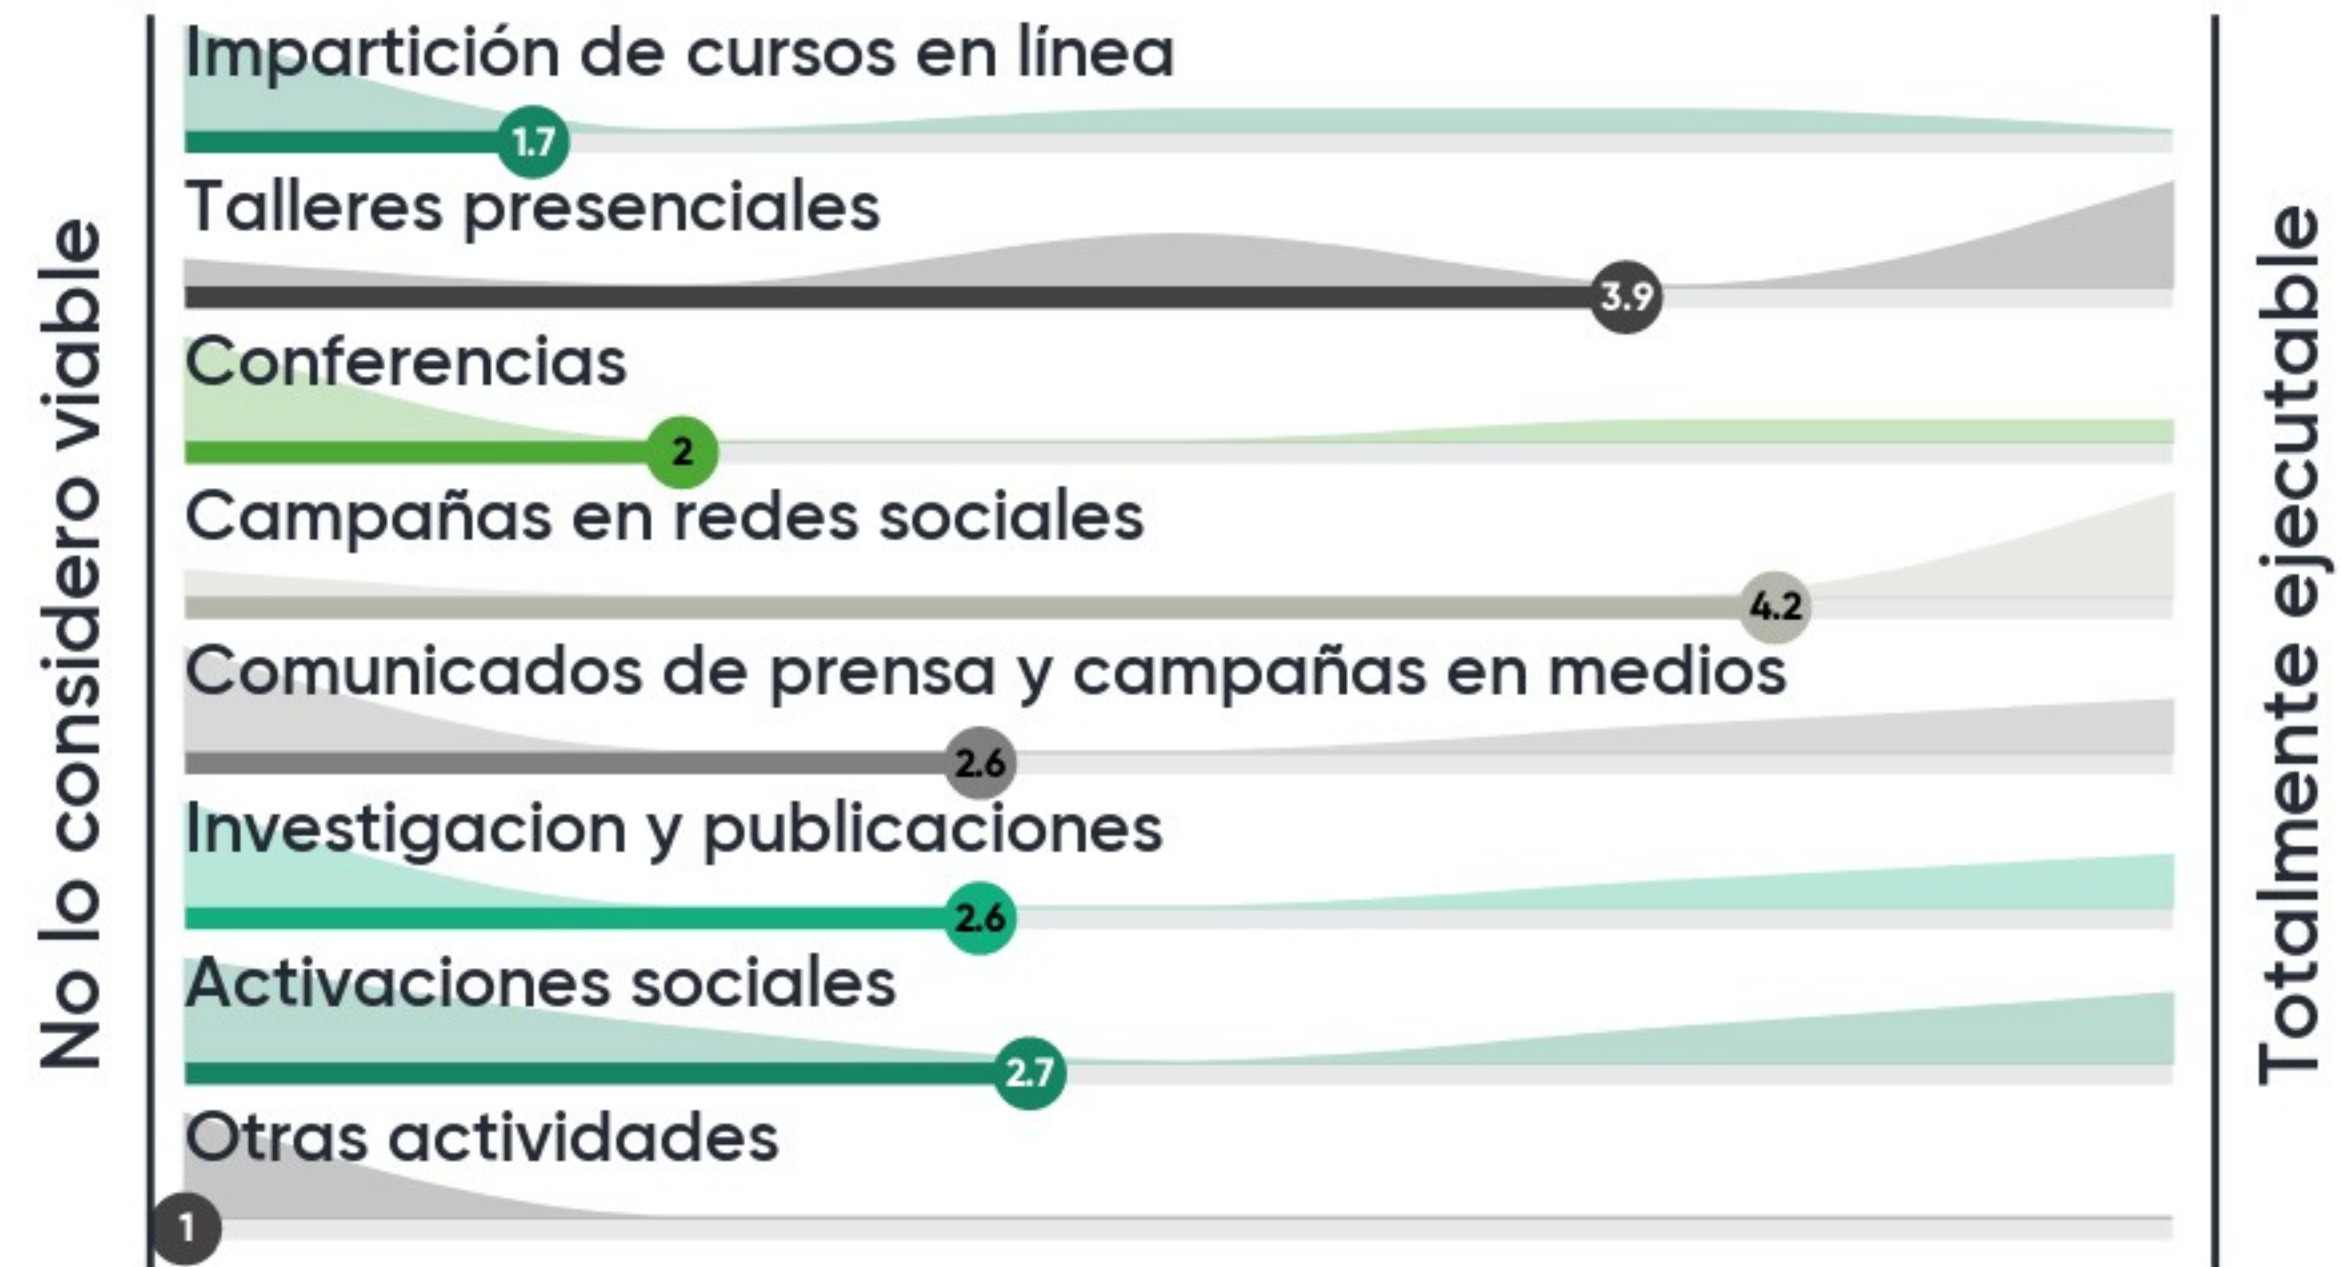 No lo considero viable
Impartición de cursos en línea
1.7
Talleres presenciales
3.9
Conferencias
2
Campañas en redes sociales
4.2
Comunicados de prensa y campañas en medios
2.6
Investigacion y publicaciones
2.6
Activaciones sociales
2.7
Otras actividades
1
Totalmente ejecutable